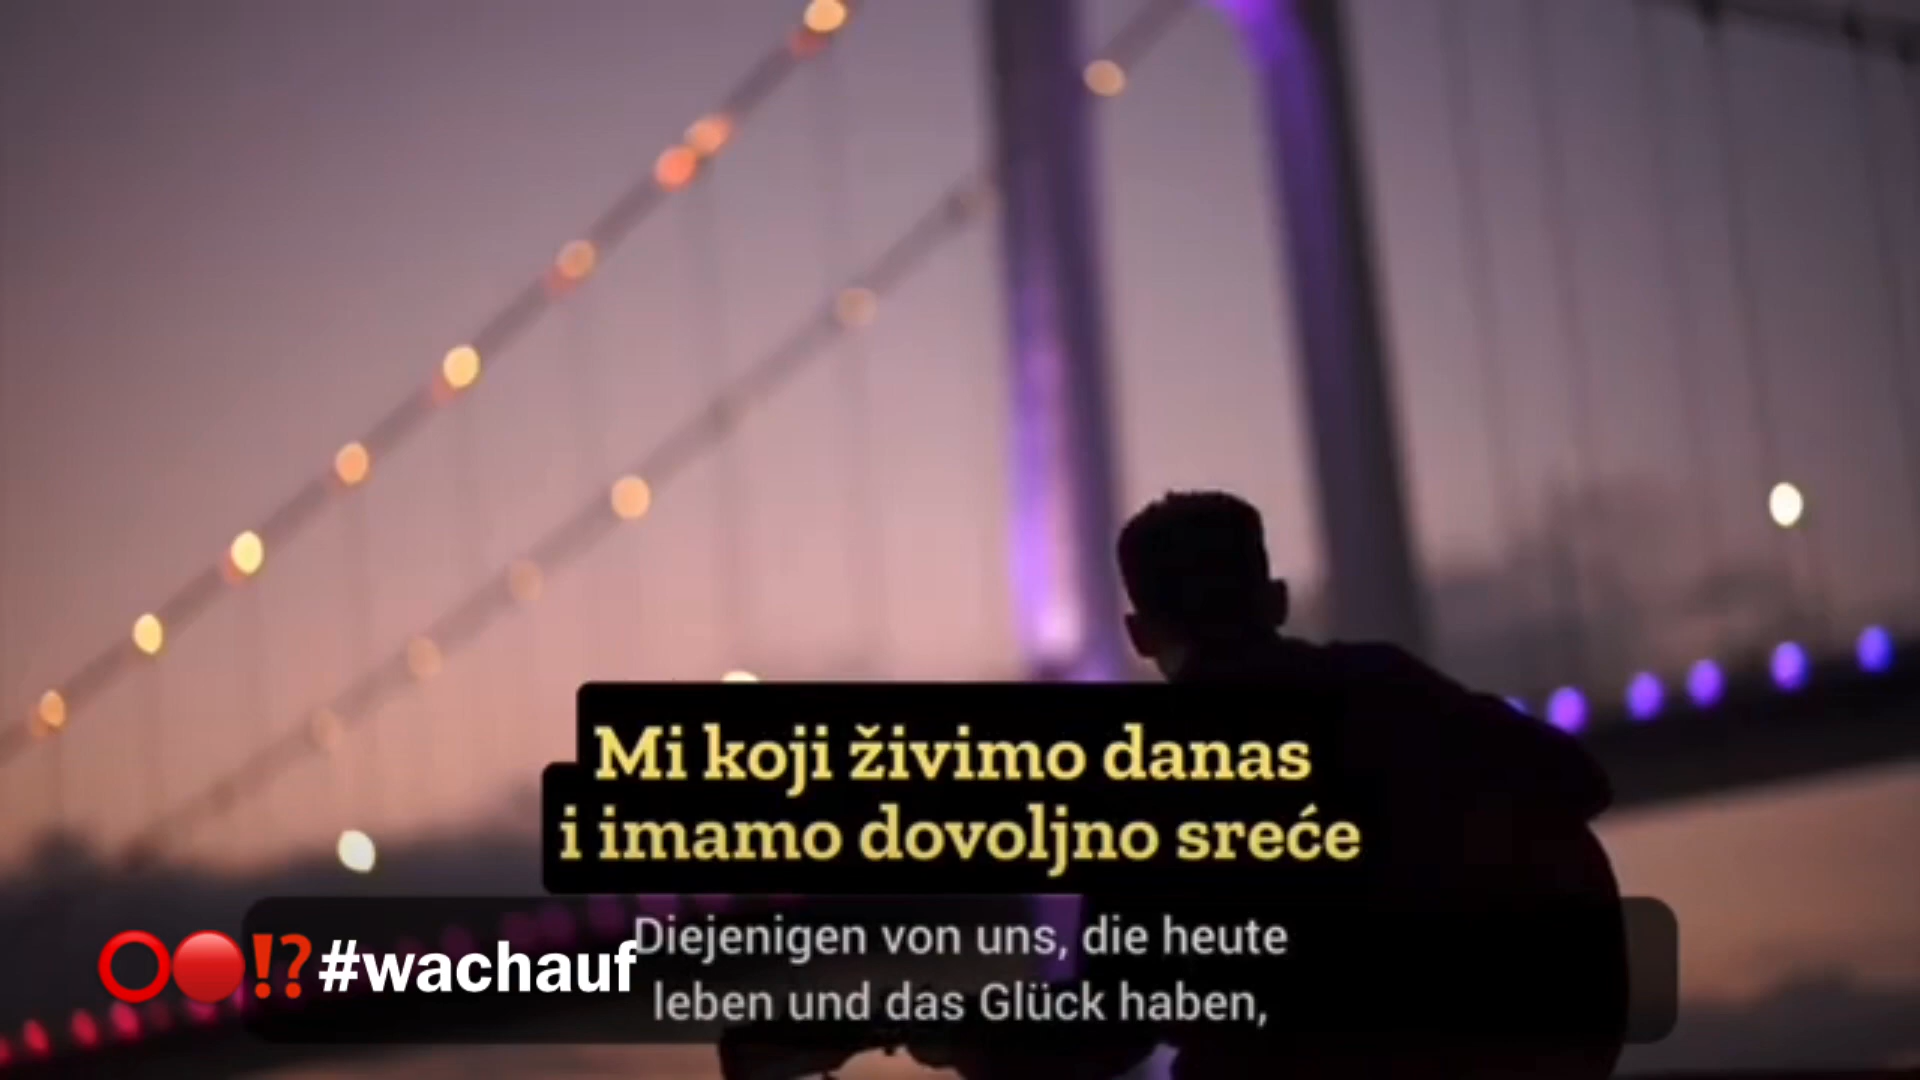 Mi koji živimo danas
i imamo dovoljno sreće
Diejenigen von uns, die heute
leben und das Glück haben,
⭕🔴⁉️#wachauf